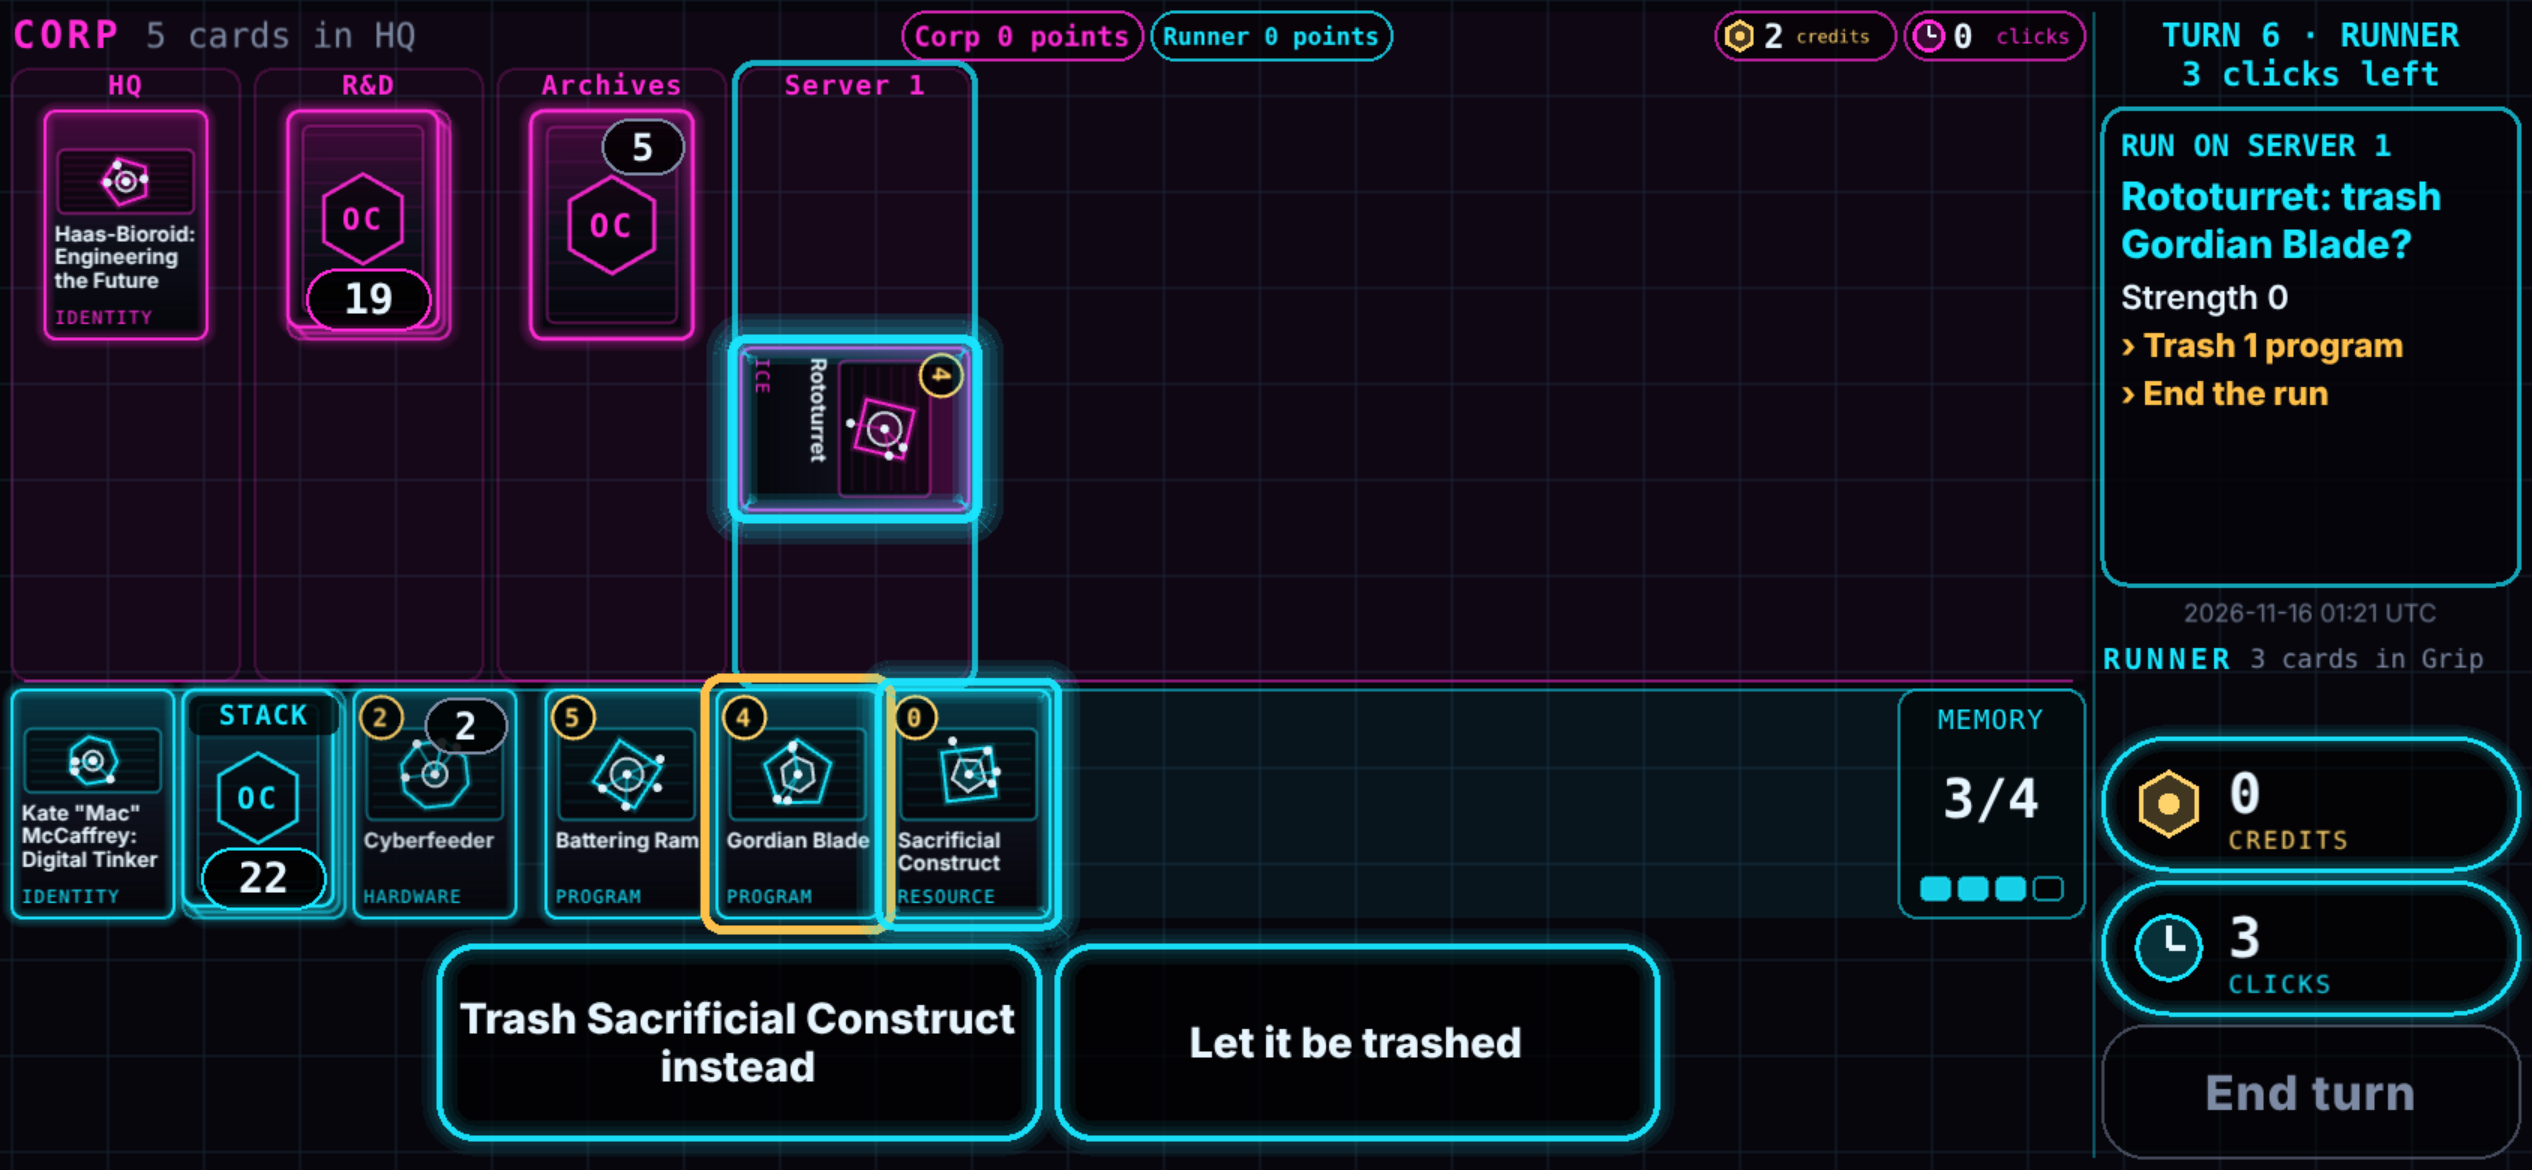 CORP 5 cards in HQ
Corp 0 points
Runner 0 points
2 credits
0 clicks
TURN 6 · RUNNER
3 clicks left
HQ
R&D
Archives
Server 1
Haas-Bioroid:
Engineering
the Future
IDENTITY
OC
19
5
OC
ICE
Rototurret
4
RUN ON SERVER 1
Rototurret: trash
Gordian Blade?
Strength 0
› Trash 1 program
› End the run
2026-11-16 01:21 UTC
RUNNER 3 cards in Grip
Kate "Mac"
McCaffrey:
Digital Tinker
IDENTITY
STACK
OC
22
2
2
Cyberfeeder
HARDWARE
5
Battering Ram
PROGRAM
4
Gordian Blade
PROGRAM
0
Sacrificial
Construct
RESOURCE
MEMORY
3/4
0
CREDITS
3
CLICKS
Trash Sacrificial Construct
instead
Let it be trashed
End turn